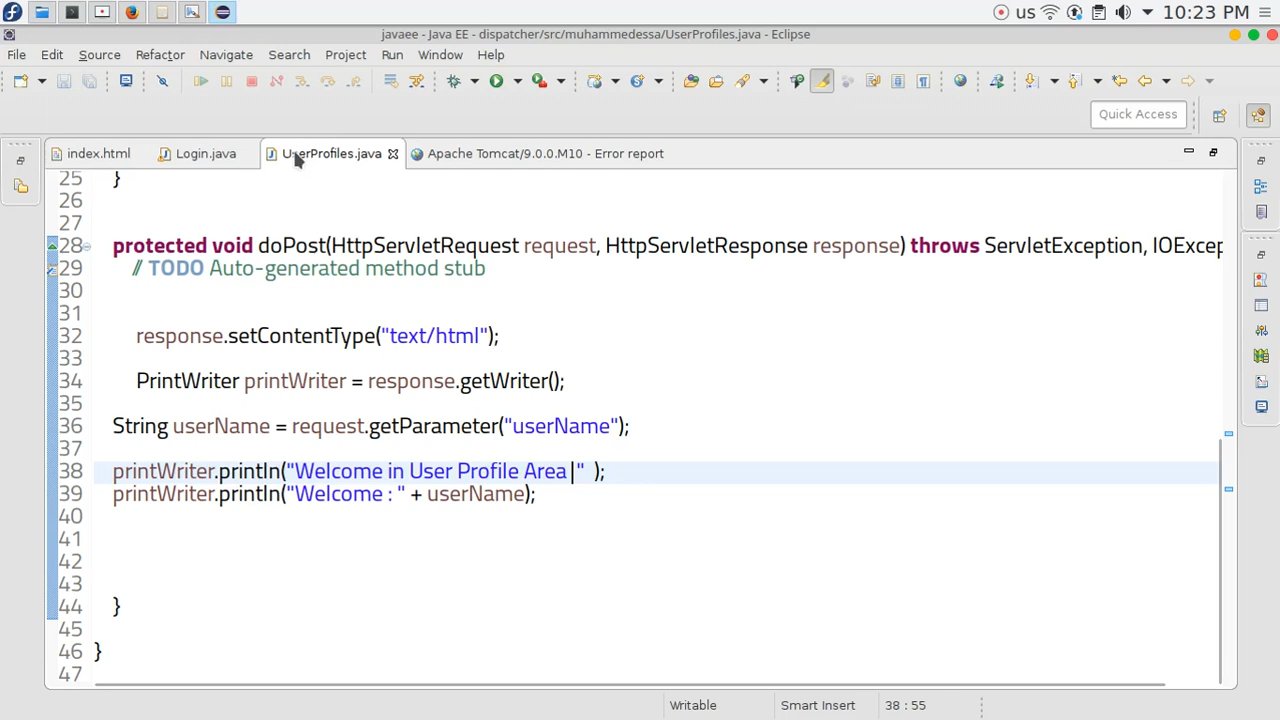 us
10:23 PM
javaee - Java EE - dispatcher/src/muhammedessa/UserProfiles.java - Eclipse
File Edit Source Refactor Navigate Search Project Run Window Help
Quick Access
index.html Login.java UserProfiles.java Apache Tomcat/9.0.0.M10 - Error report
25 }
26
27
28 protected void doPost(HttpServletRequest request, HttpServletResponse response) throws ServletException, IOExcep
29 // TODO Auto-generated method stub
30
31
32 response.setContentType("text/html");
33
34 PrintWriter printWriter = response.getWriter();
35
36 String userName = request.getParameter("userName");
37
38 printWriter.println("Welcome in User Profile Area " );
39 printWriter.println("Welcome : " + userName);
40
41
42
43
44 }
45
46 }
47
Writable Smart Insert 38 : 55